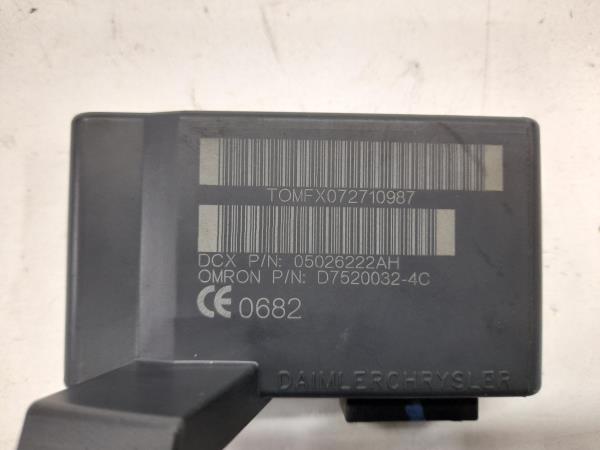 TOMFX072710987
DCX P/N: 05026222AH
OMRON P/N: D7520032-4C
CE 0682
DAIMLERCHRYSLER